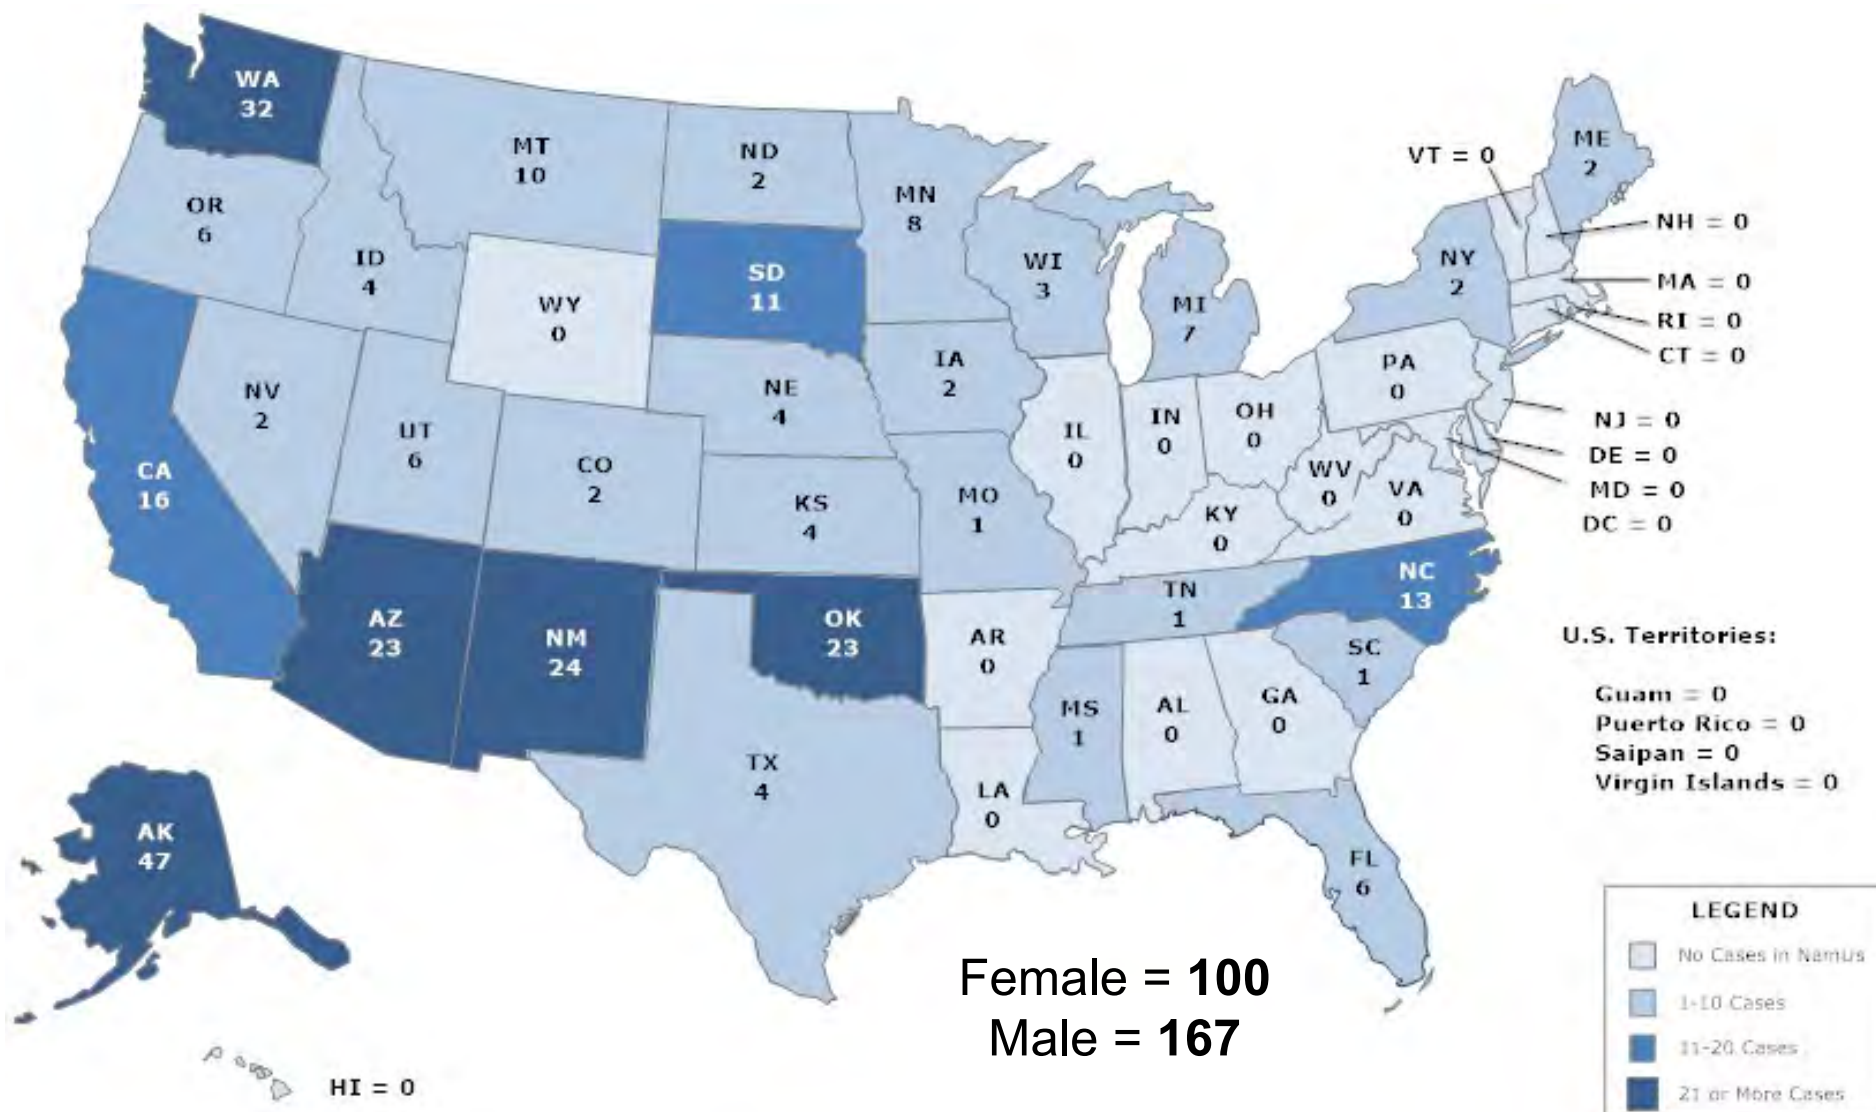 WA
32
MT
10
ND
2
MN
8
OR
6
ID
4
WY
0
SD
11
WI
3
MI
7
VT = 0
ME
2
NH = 0
NY
2
MA = 0
RI = 0
CT = 0
NV
2
UT
6
CO
2
NE
4
IA
2
PA
0
CA
16
KS
4
MO
1
IL
0
IN
0
OH
0
WV
0
VA
0
KY
0
NJ = 0
DE = 0
MD = 0
DC = 0
AZ
23
NM
24
OK
23
AR
0
TN
1
NC
13
SC
1
MS
1
AL
0
GA
0
TX
4
LA
0
FL
6
U.S. Territories:
Guam = 0
Puerto Rico = 0
Saipan = 0
Virgin Islands = 0
AK
47
HI = 0
Female = 100
Male = 167
LEGEND
No Cases in NamUs
1-10 Cases
11-20 Cases
21 or More Cases